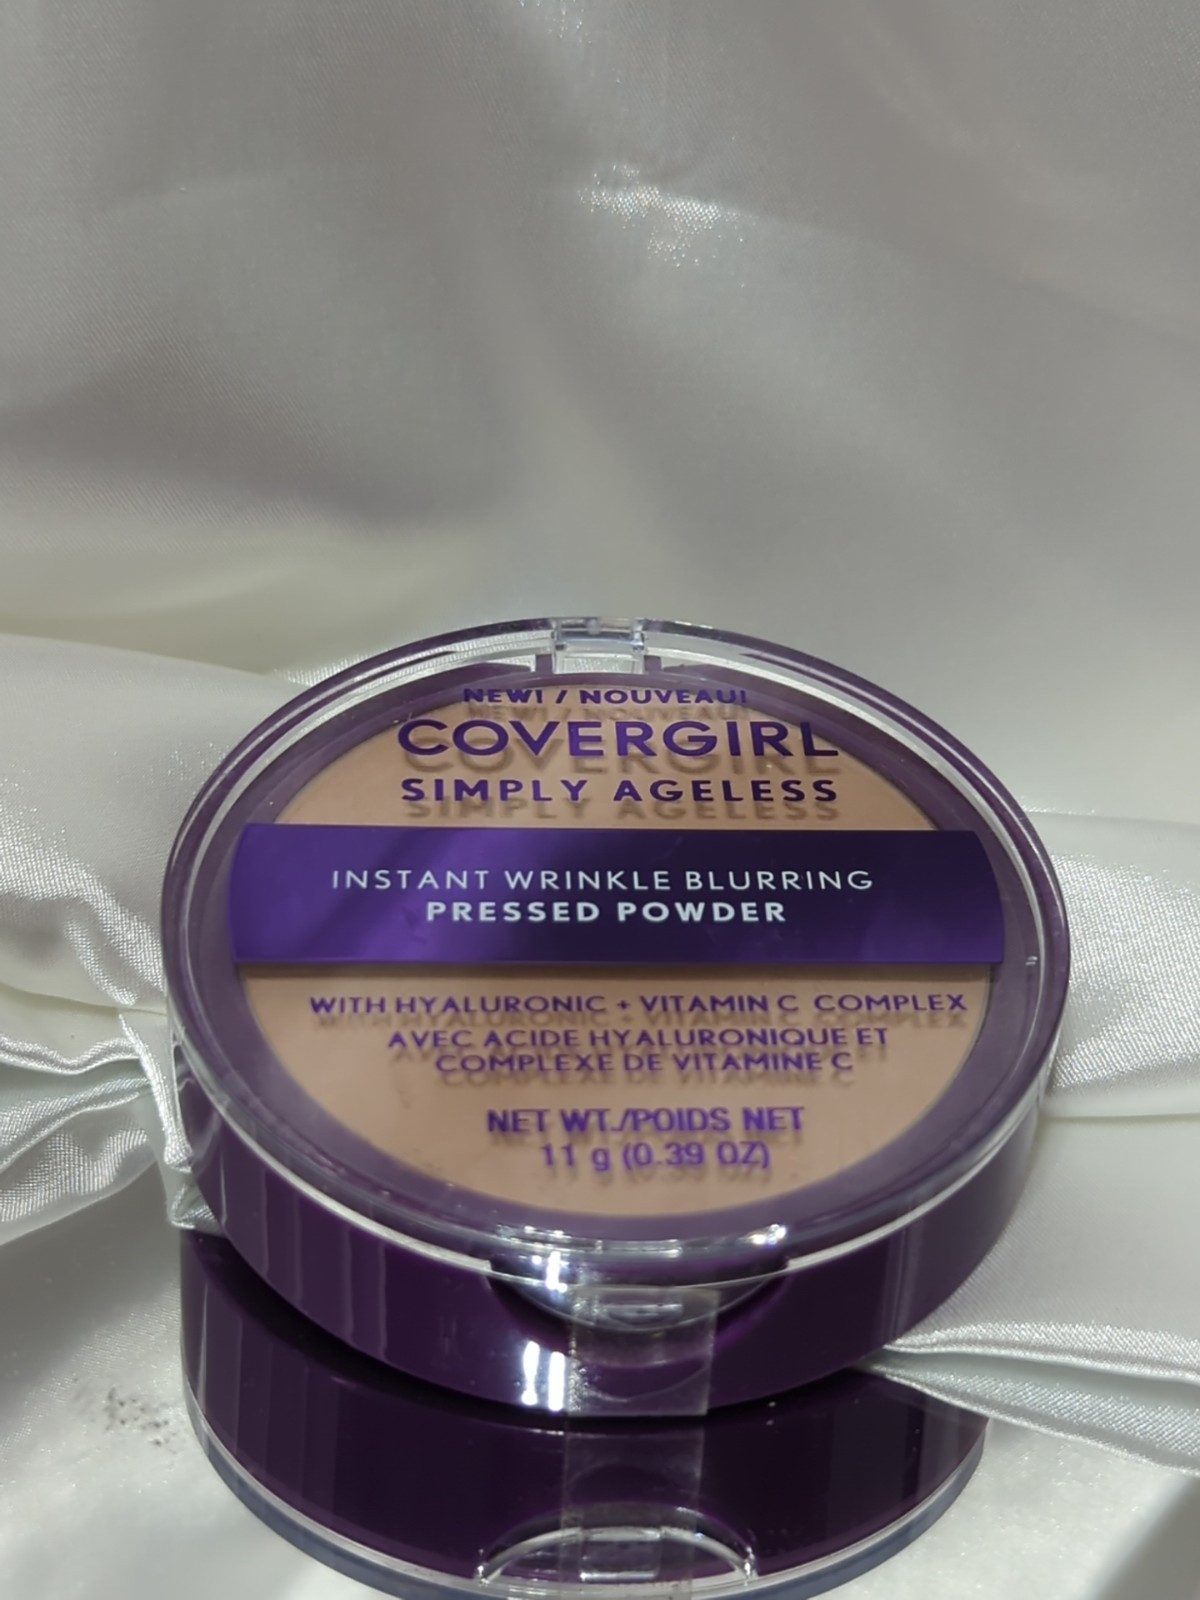 NEW! / NOUVEAU!
COVERGIRL
SIMPLY AGELESS
INSTANT WRINKLE BLURRING
PRESSED POWDER
WITH HYALURONIC + VITAMIN C COMPLEX
AVEC ACIDE HYALURONIQUE ET
COMPLEXE DE VITAMINE C
NET WT./POIDS NET
11 g (0.39 OZ)